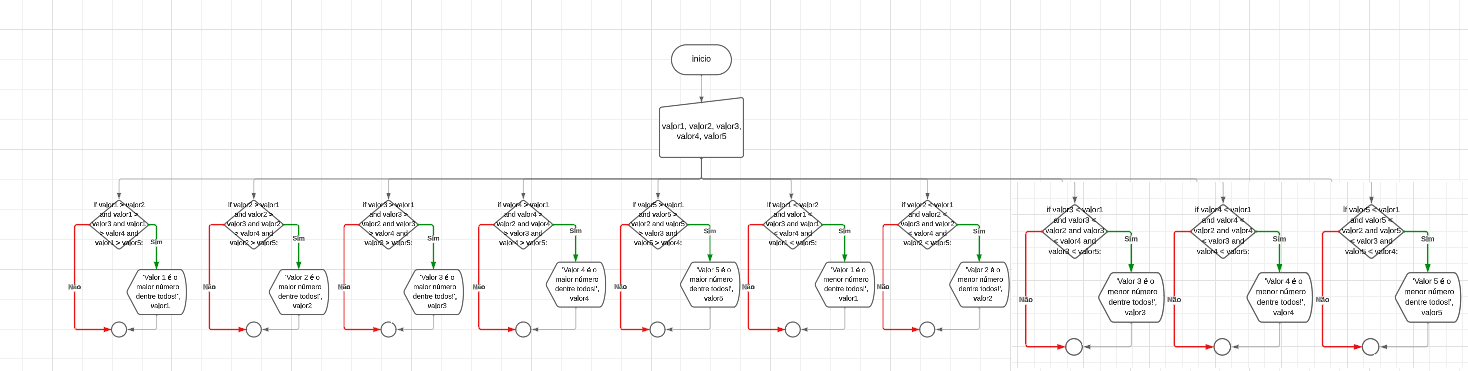 inicio
valor1, valor2, valor3,
valor4, valor5
if valor1 > valor2
and valor1 >
valor3 and valor1
> valor4 and
valor1 > valor5:
Sim
Não
'Valor 1 é o
maior número
dentre todos!',
valor1
if valor2 > valor1
and valor2 >
valor3 and valor2
> valor4 and
valor2 > valor5:
Sim
Não
'Valor 2 é o
maior número
dentre todos!',
valor2
if valor3 > valor1
and valor3 >
valor2 and valor3
> valor4 and
valor3 > valor5:
Sim
Não
'Valor 3 é o
maior número
dentre todos!',
valor3
if valor4 > valor1
and valor4 >
valor2 and valor4
> valor3 and
valor4 > valor5:
Sim
Não
'Valor 4 é o
maior número
dentre todos!',
valor4
if valor5 > valor1
and valor5 >
valor2 and valor5
> valor3 and
valor5 > valor4:
Sim
Não
'Valor 5 é o
maior número
dentre todos!',
valor5
if valor1 < valor2
and valor1 <
valor3 and valor1
< valor4 and
valor1 < valor5:
Sim
Não
'Valor 1 é o
menor número
dentre todos!',
valor1
if valor2 < valor1
and valor2 <
valor3 and valor2
< valor4 and
valor2 < valor5:
Sim
Não
'Valor 2 é o
menor número
dentre todos!',
valor2
if valor3 < valor1
and valor3 <
valor2 and valor3
< valor4 and
valor3 < valor5:
Sim
Não
'Valor 3 é o
menor número
dentre todos!',
valor3
if valor4 < valor1
and valor4 <
valor2 and valor4
< valor3 and
valor4 < valor5:
Sim
Não
'Valor 4 é o
menor número
dentre todos!',
valor4
if valor5 < valor1
and valor5 <
valor2 and valor5
< valor3 and
valor5 < valor4:
Sim
Não
'Valor 5 é o
menor número
dentre todos!',
valor5